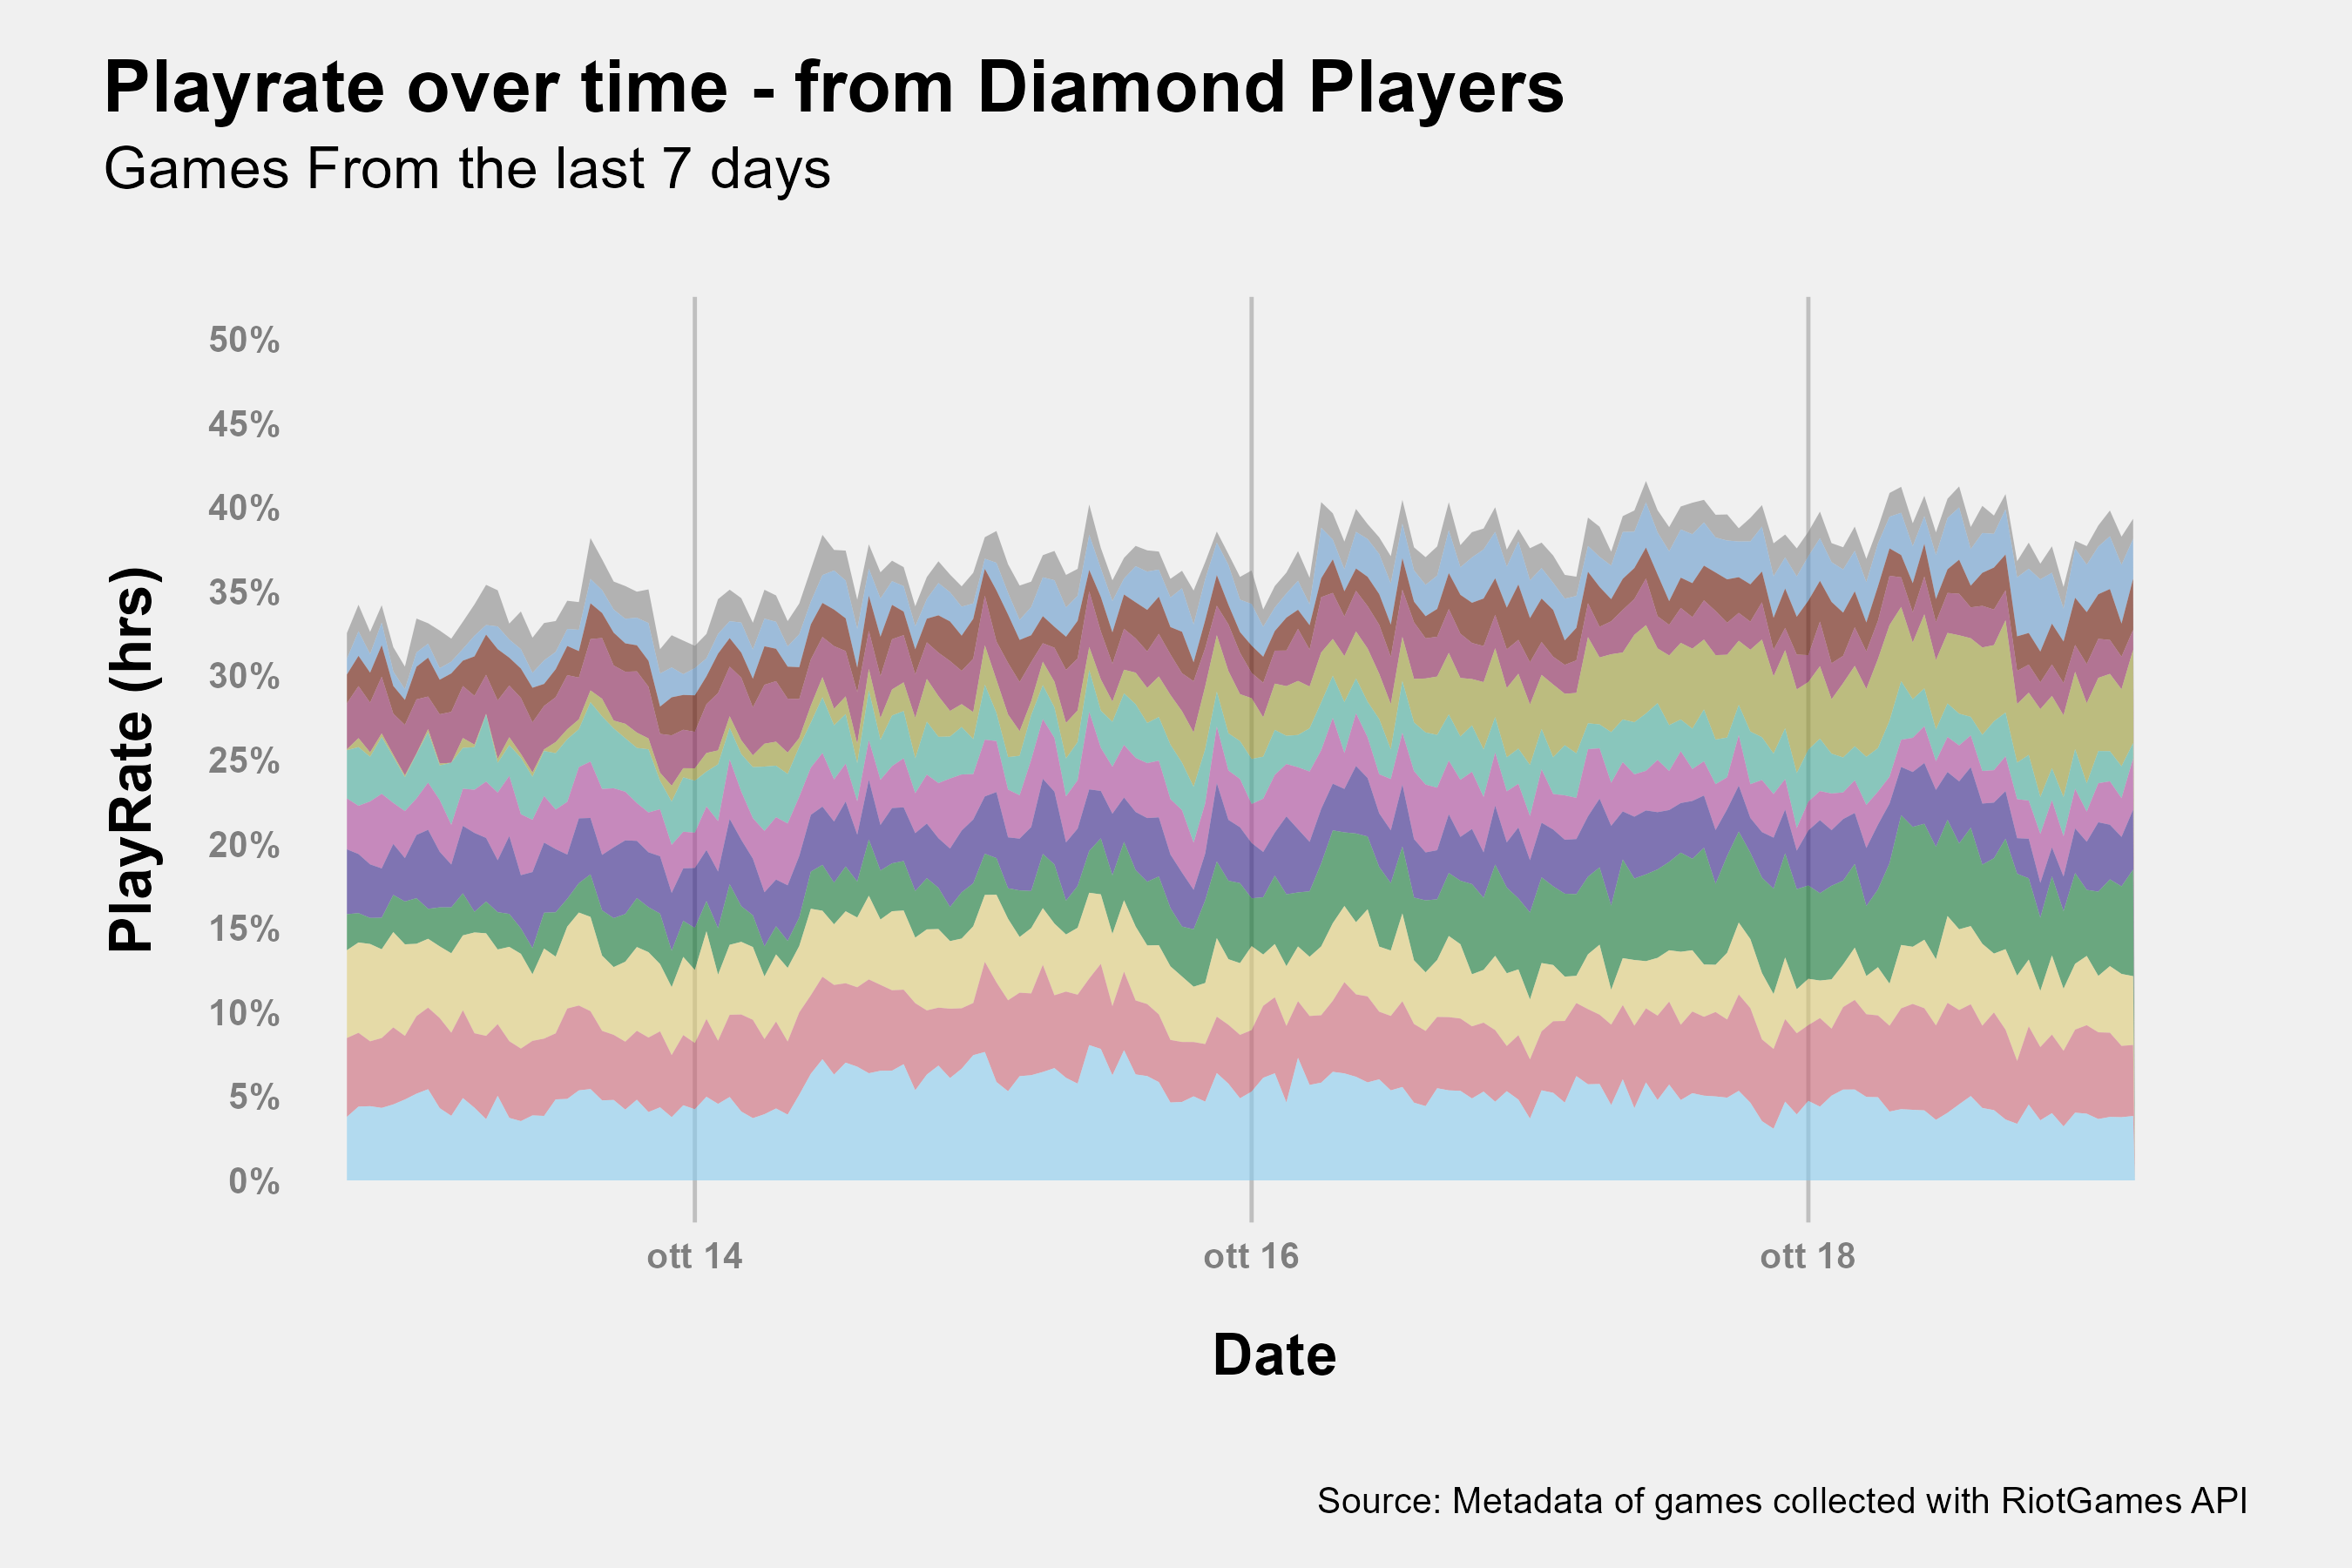 Playrate over time - from Diamond Players
Games From the last 7 days
50%
45%
40%
35%
30%
25%
20%
15%
10%
5%
0%
PlayRate (hrs)
ott 14
ott 16
ott 18
Date
Source: Metadata of games collected with RiotGames API